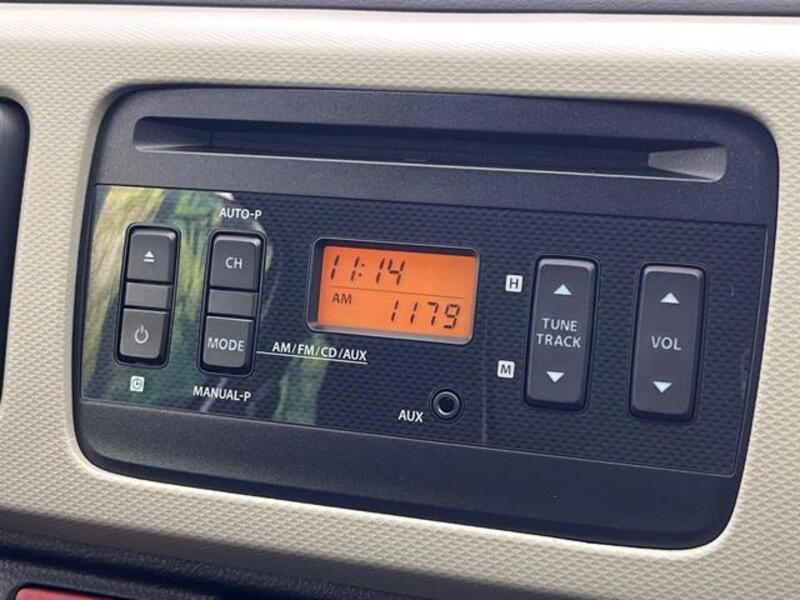 AUTO-P
CH
MODE
AM/FM/CD/AUX
MANUAL-P
11:14
AM
1179
AUX
H
M
TUNE
TRACK
VOL